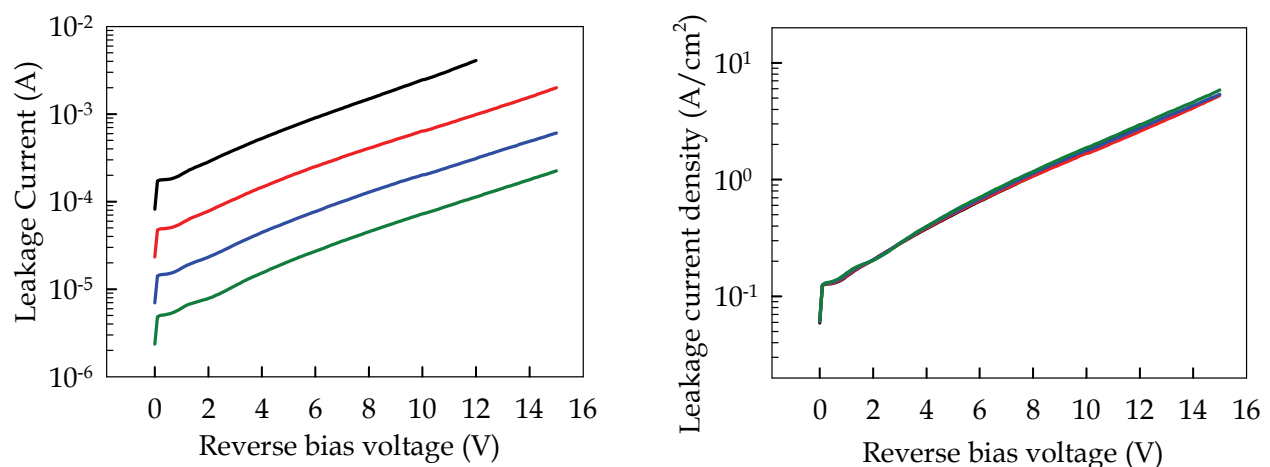 Leakage Current (A)
10⁻²
10⁻³
10⁻⁴
10⁻⁵
10⁻⁶
0 2 4 6 8 10 12 14 16
Reverse bias voltage (V)
Leakage current density (A/cm²)
10¹
10⁰
10⁻¹
0 2 4 6 8 10 12 14 16
Reverse bias voltage (V)